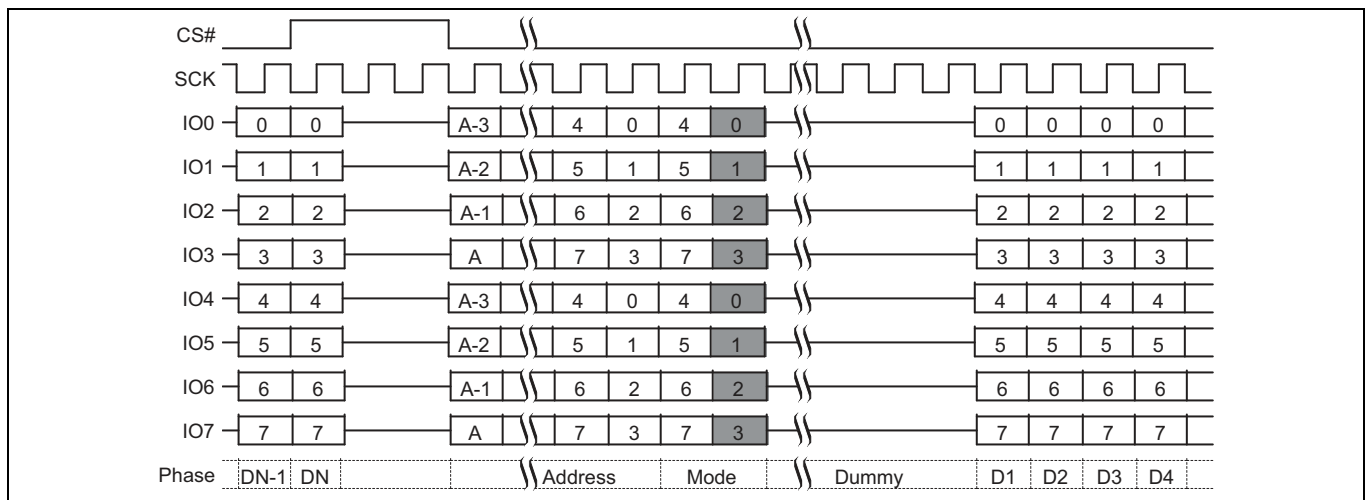 CS#
SCK
IO0 0 0 A-3 4 0 4 0 0 0 0 0
IO1 1 1 A-2 5 1 5 1 1 1 1 1
IO2 2 2 A-1 6 2 6 2 2 2 2 2
IO3 3 3 A 7 3 7 3 3 3 3 3
IO4 4 4 A-3 4 0 4 0 4 4 4 4
IO5 5 5 A-2 5 1 5 1 5 5 5 5
IO6 6 6 A-1 6 2 6 2 6 6 6 6
IO7 7 7 A 7 3 7 3 7 7 7 7
Phase DN-1 DN Address Mode Dummy D1 D2 D3 D4